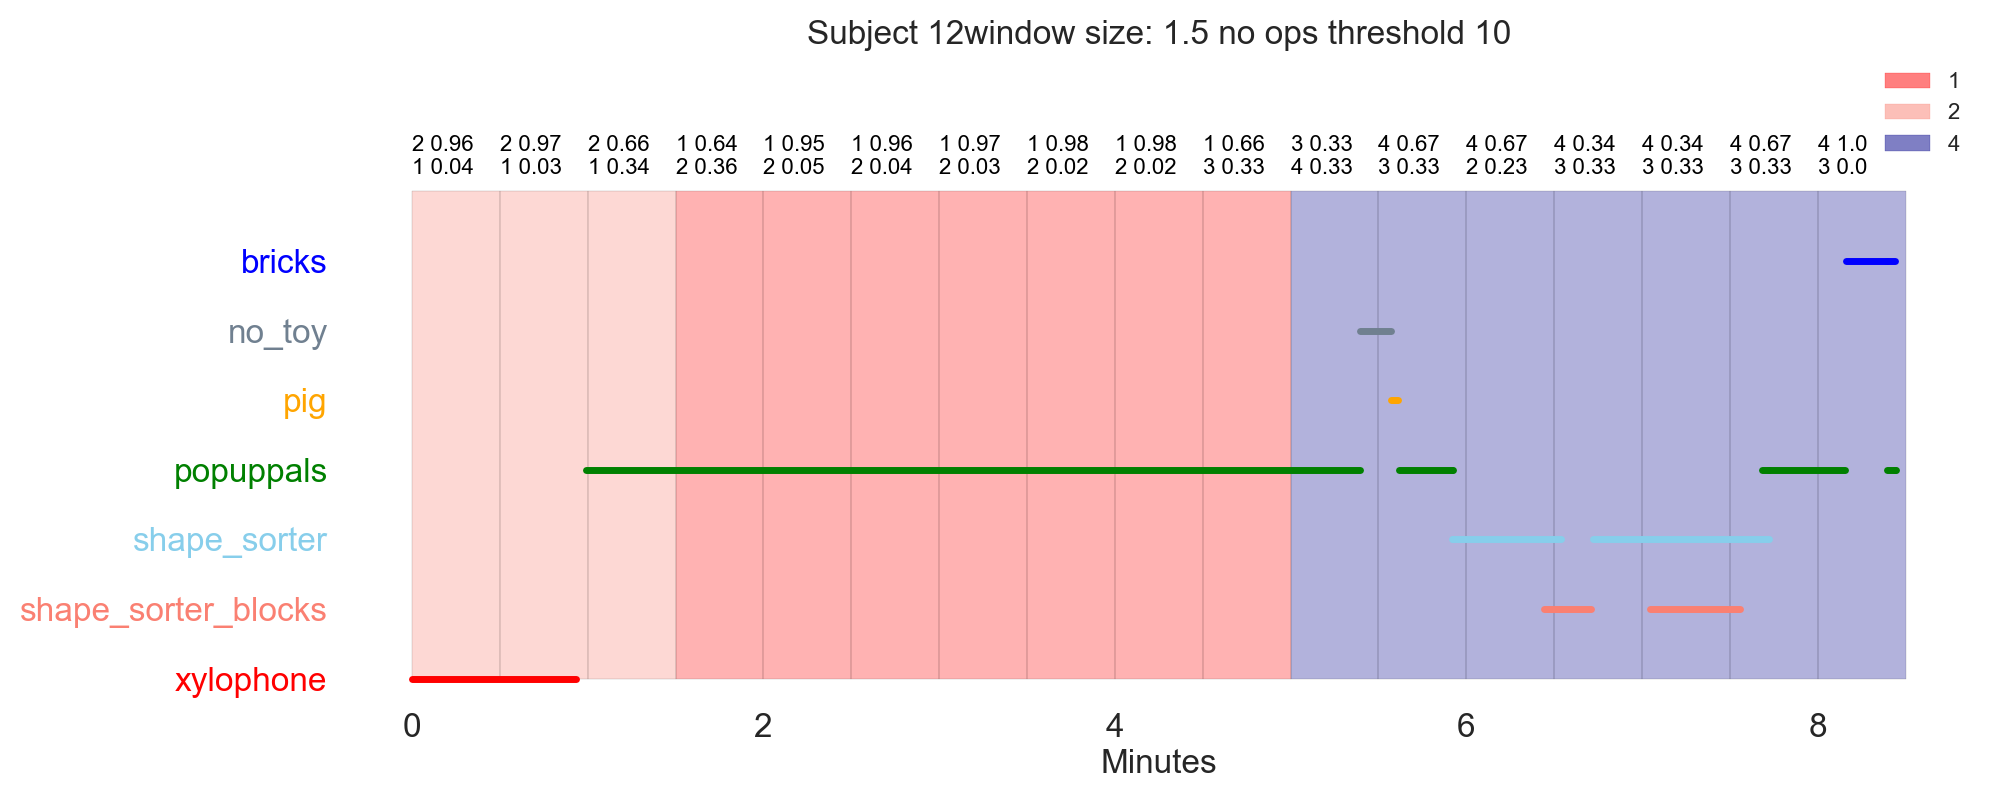 Subject 12window size: 1.5 no ops threshold 10
1
2
4
2 0.96 2 0.97 2 0.66 1 0.64 1 0.95 1 0.96 1 0.97 1 0.98 1 0.98 1 0.66 3 0.33 4 0.67 4 0.67 4 0.34 4 0.34 4 0.67 4 1.0
1 0.04 1 0.03 1 0.34 2 0.36 2 0.05 2 0.04 2 0.03 2 0.02 2 0.02 3 0.33 4 0.33 3 0.33 2 0.23 3 0.33 3 0.33 3 0.33 3 0.0
bricks
no_toy
pig
popuppals
shape_sorter
shape_sorter_blocks
xylophone
0 2 4 6 8
Minutes